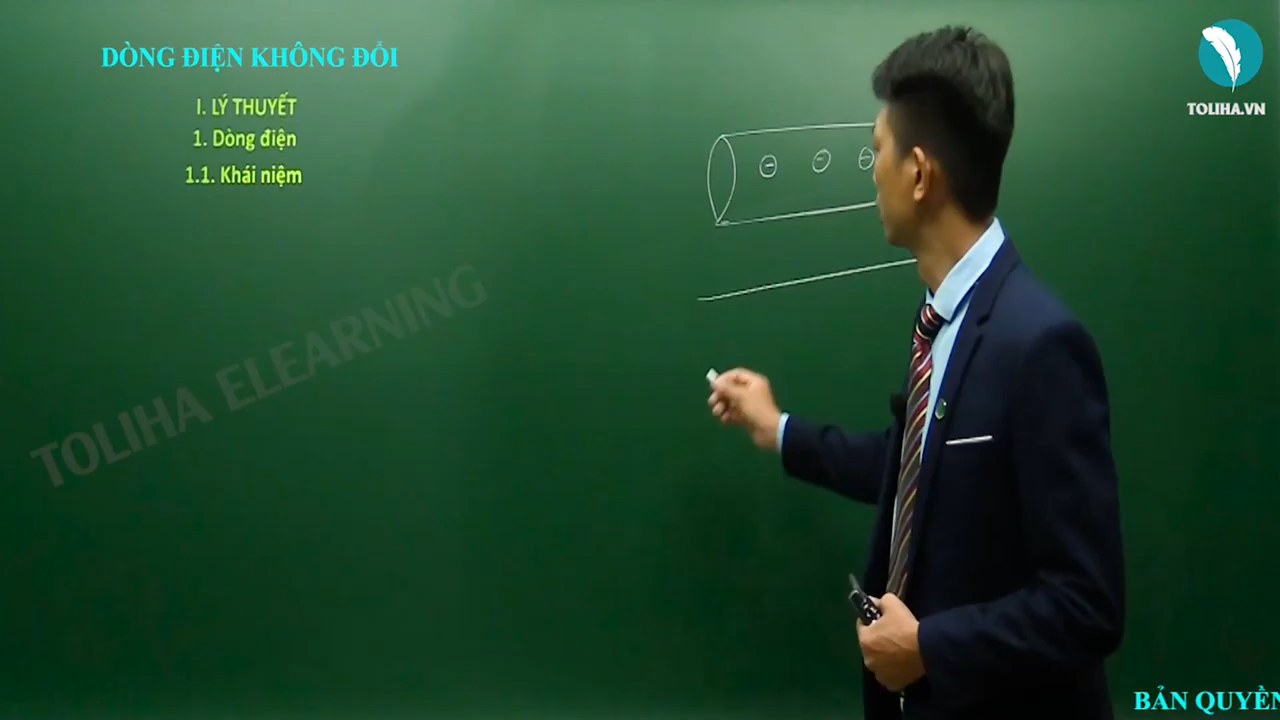 DÒNG ĐIỆN KHÔNG ĐỔI
I. LÝ THUYẾT
1. Dòng điện
1.1. Khái niệm
TOLIHA.VN
TOLIHA ELEARNING
BẢN QUYỀN